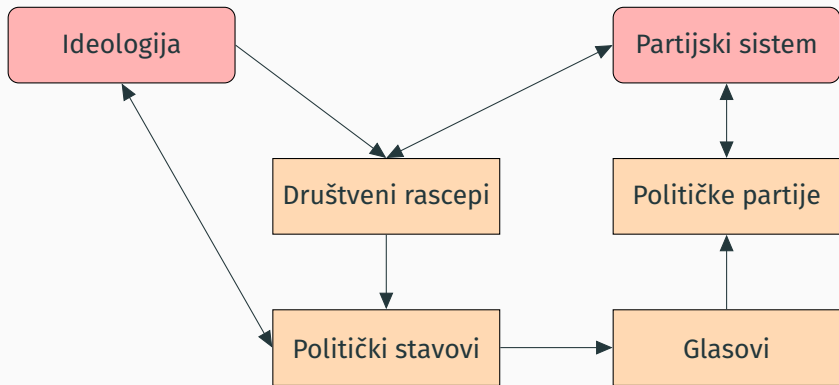 Ideologija
Partijski sistem
Društveni rascepi
Političke partije
Politički stavovi
Glasovi